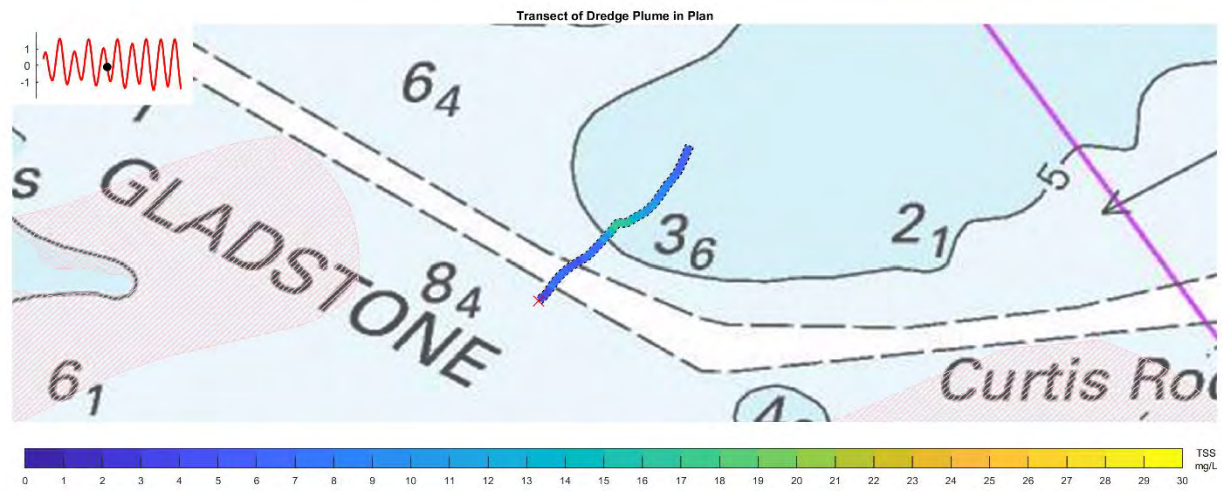 Transect of Dredge Plume in Plan
1
0
-1
6₄
s
GLADSTONE
3₆
2₁
5
8₄
6₁
Curtis Roc
TSS
mg/L
0 1 2 3 4 5 6 7 8 9 10 11 12 13 14 15 16 17 18 19 20 21 22 23 24 25 26 27 28 29 30